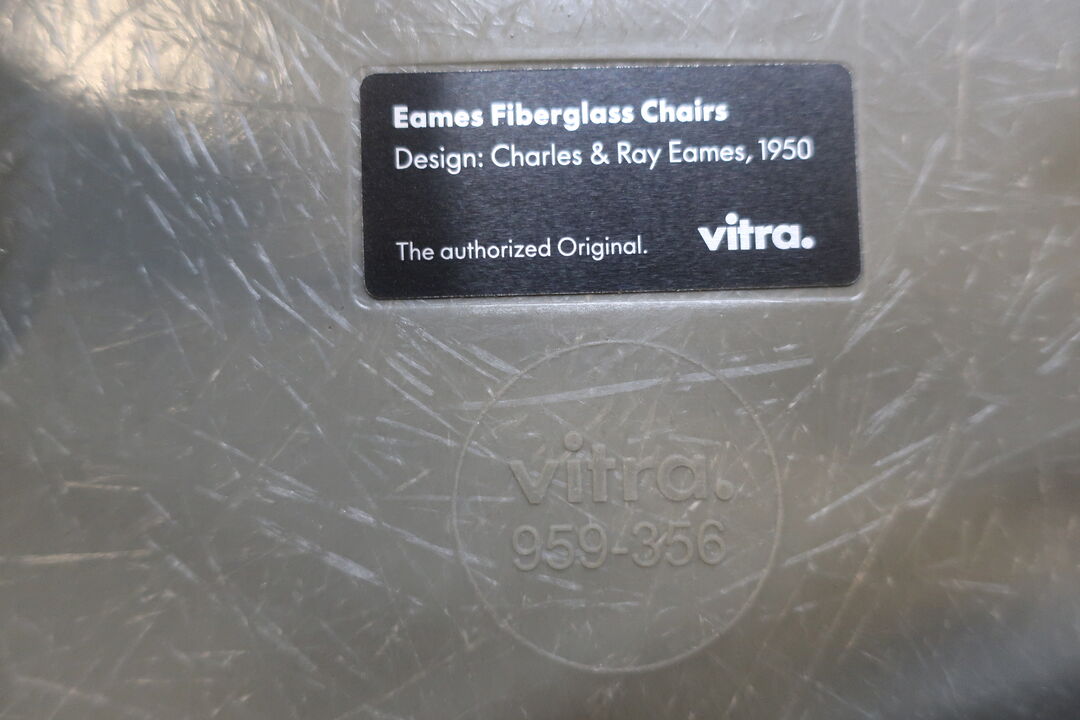 Eames Fiberglass Chairs
Design: Charles & Ray Eames, 1950
The authorized Original. vitra.
vitra.
959-356